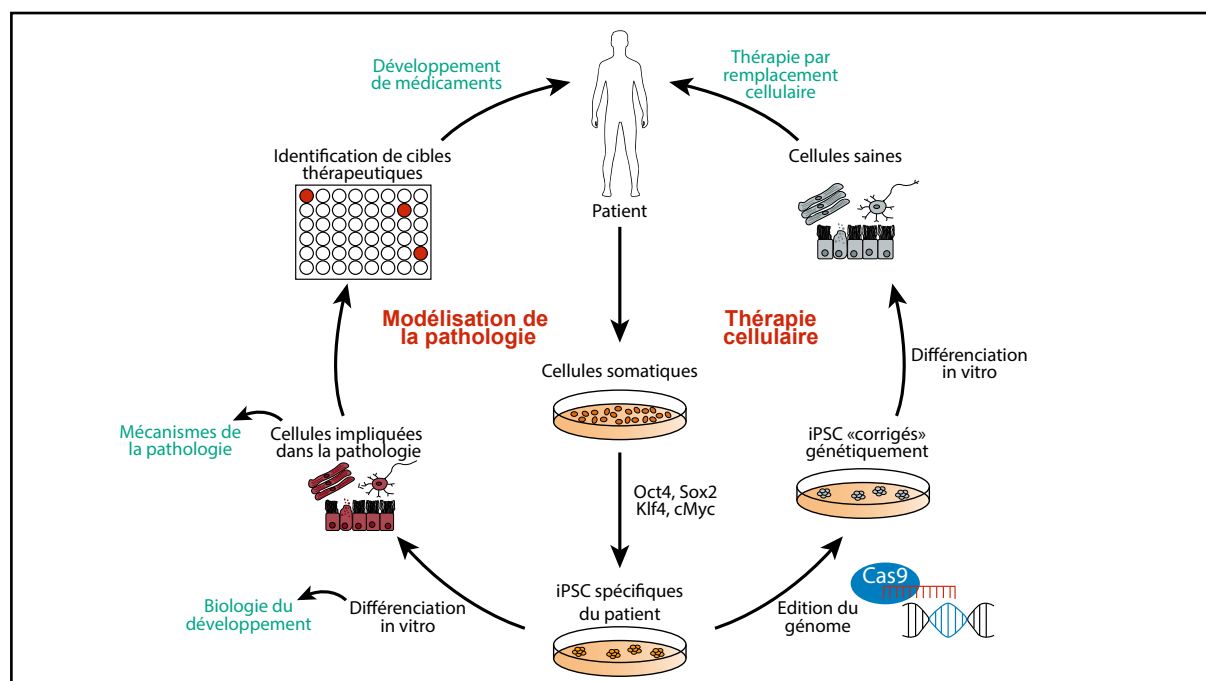 Développement
de médicaments
Thérapie par
remplacement
cellulaire
Identification de cibles
thérapeutiques
Cellules saines
Patient
Modélisation de
la pathologie
Thérapie
cellulaire
Différenciation
in vitro
Cellules somatiques
Mécanismes de
la pathologie
Cellules impliquées
dans la pathologie
iPSC «corrigés»
génétiquement
Oct4, Sox2
Klf4, cMyc
Cas9
iPSC spécifiques
du patient
Biologie du
développement
Différenciation
in vitro
Edition du
génome